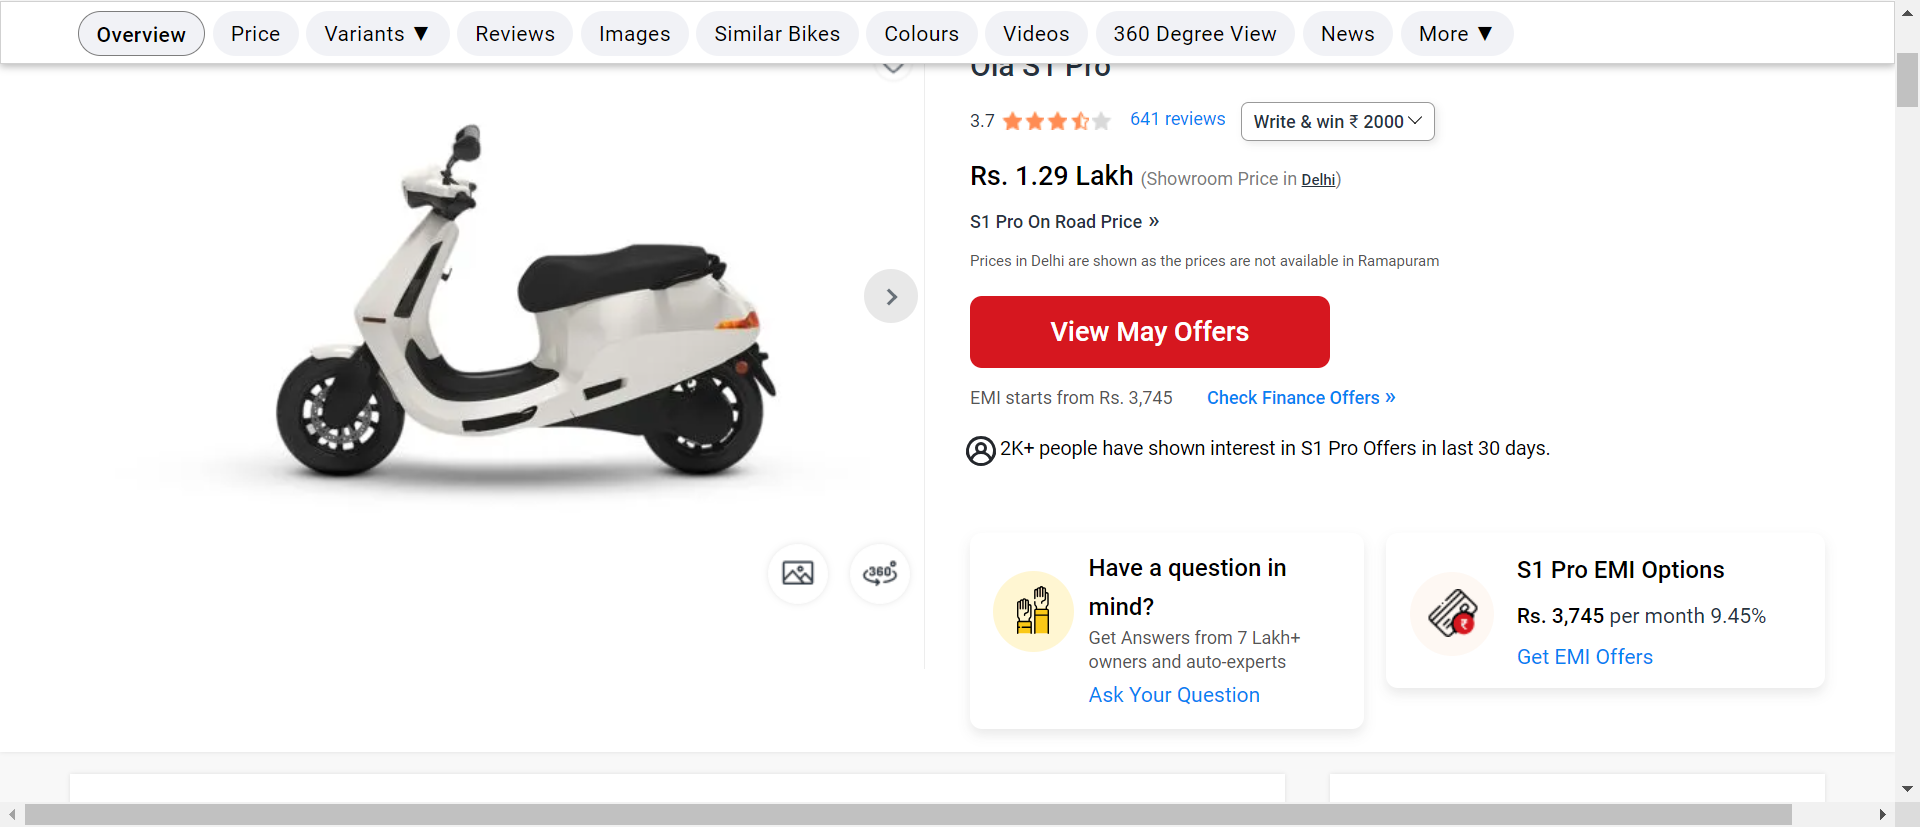 Overview Price Variants ▼ Reviews Images Similar Bikes Colours Videos 360 Degree View News More ▼
Ola S1 Pro
3.7 641 reviews Write & win ₹ 2000
Rs. 1.29 Lakh (Showroom Price in Delhi)
S1 Pro On Road Price »
Prices in Delhi are shown as the prices are not available in Ramapuram
View May Offers
EMI starts from Rs. 3,745 Check Finance Offers »
2K+ people have shown interest in S1 Pro Offers in last 30 days.
360°
Have a question in
mind?
Get Answers from 7 Lakh+
owners and auto-experts
Ask Your Question
S1 Pro EMI Options
Rs. 3,745 per month 9.45%
Get EMI Offers